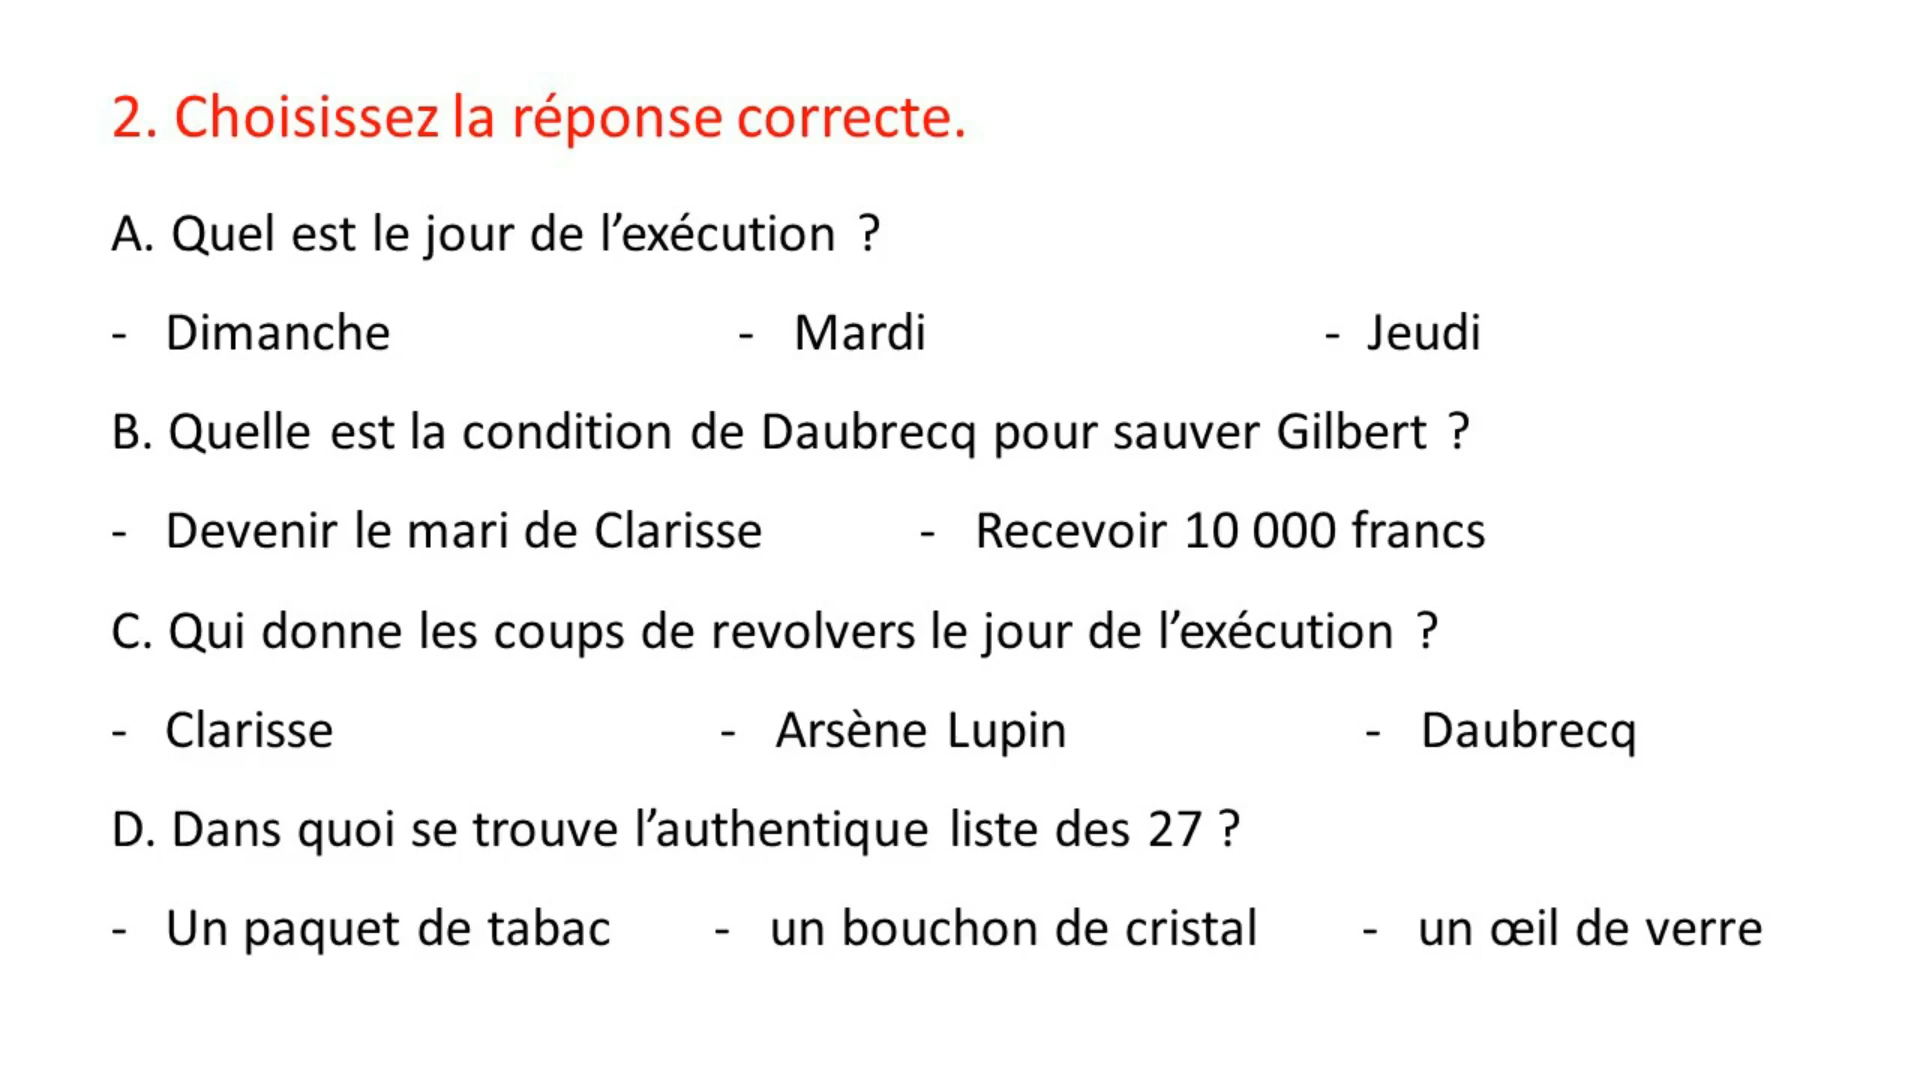 2. Choisissez la réponse correcte.
A. Quel est le jour de l’exécution ?
- Dimanche - Mardi - Jeudi
B. Quelle est la condition de Daubrecq pour sauver Gilbert ?
- Devenir le mari de Clarisse - Recevoir 10 000 francs
C. Qui donne les coups de revolvers le jour de l’exécution ?
- Clarisse - Arsène Lupin - Daubrecq
D. Dans quoi se trouve l’authentique liste des 27 ?
- Un paquet de tabac - un bouchon de cristal - un œil de verre